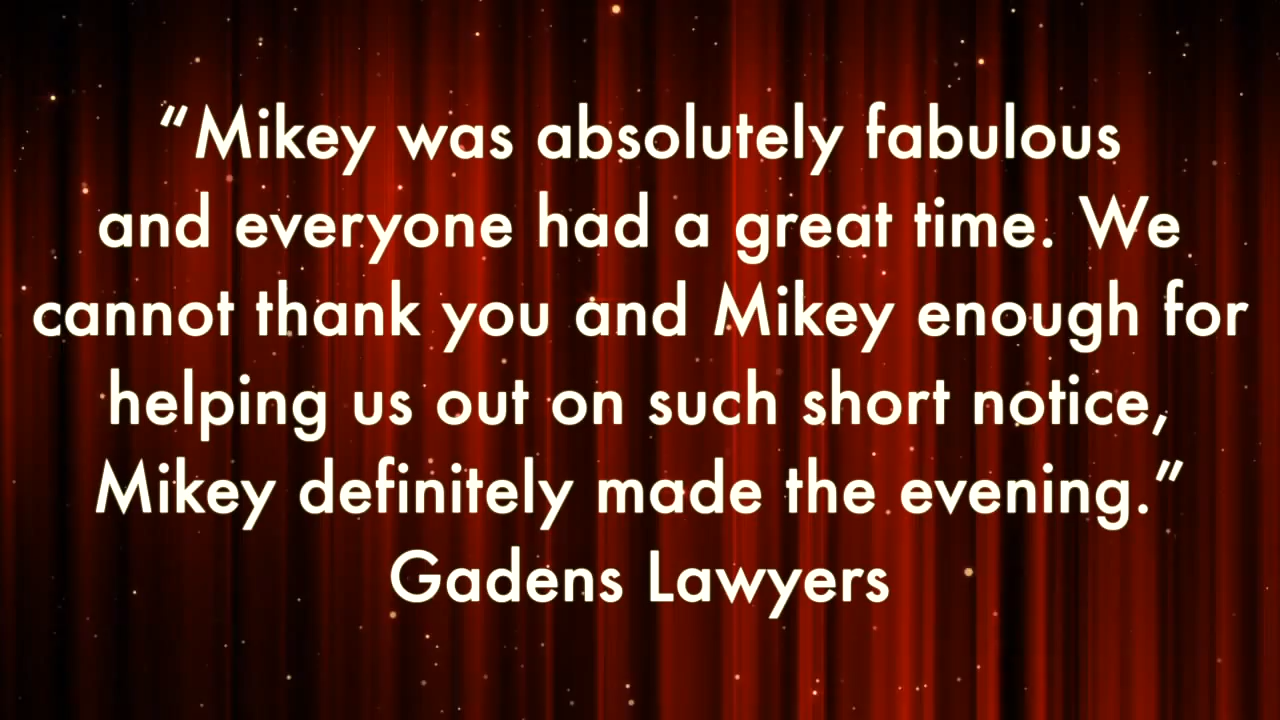 “Mikey was absolutely fabulous
and everyone had a great time. We
cannot thank you and Mikey enough for
helping us out on such short notice,
Mikey definitely made the evening.”
Gadens Lawyers